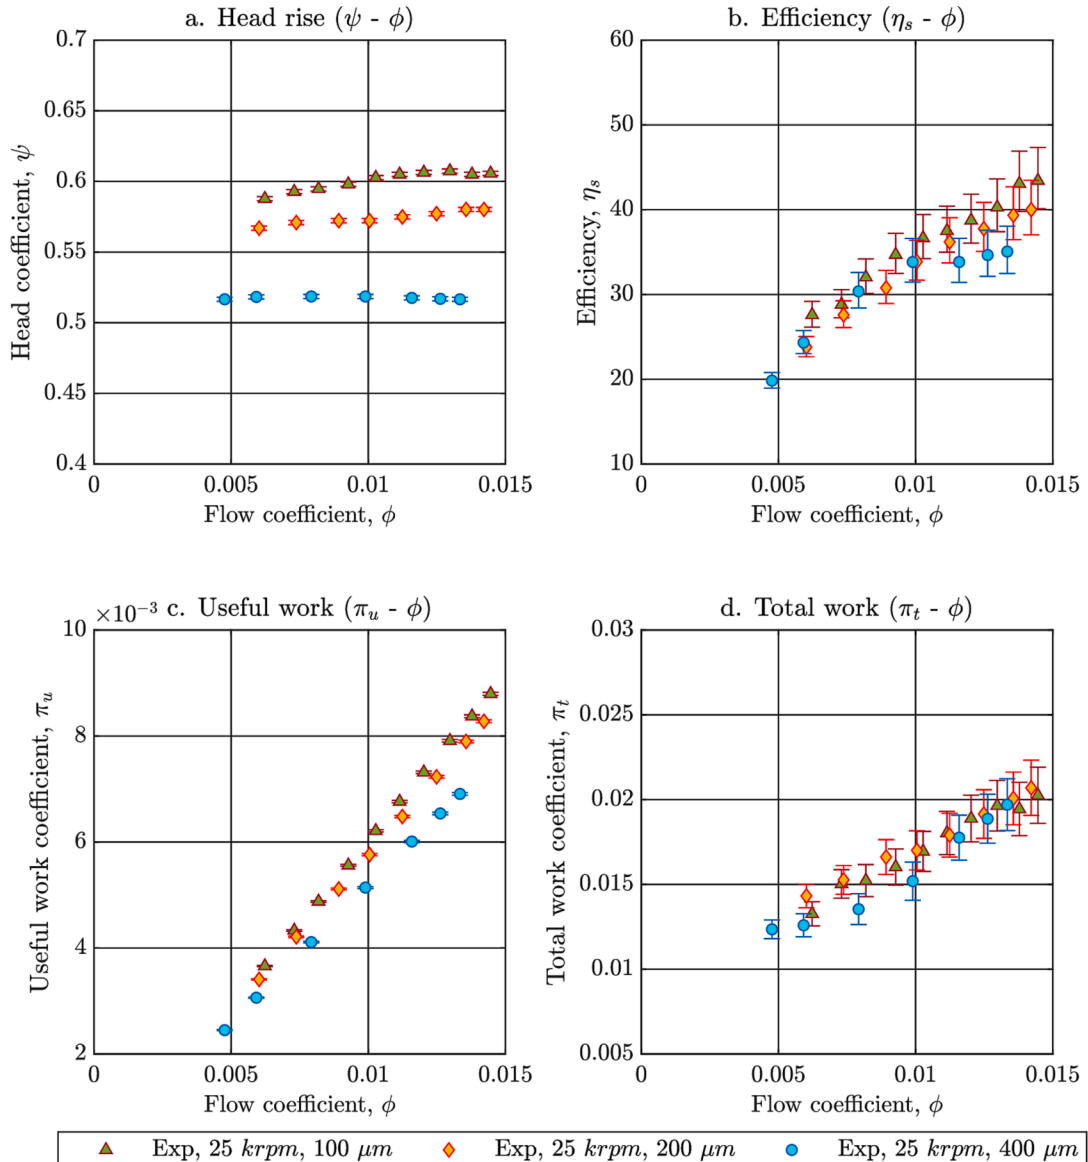 a. Head rise (ψ - ϕ)
0.7
0.65
0.6
0.55
0.5
0.45
0.4
0 0.005 0.01 0.015
Head coefficient, ψ
Flow coefficient, ϕ
b. Efficiency (ηs - ϕ)
60
50
40
30
20
10
0 0.005 0.01 0.015
Efficiency, ηs
Flow coefficient, ϕ
×10⁻³ c. Useful work (πu - ϕ)
10
8
6
4
2
0 0.005 0.01 0.015
Useful work coefficient, πu
Flow coefficient, ϕ
d. Total work (πt - ϕ)
0.03
0.025
0.02
0.015
0.01
0.005
0 0.005 0.01 0.015
Total work coefficient, πt
Flow coefficient, ϕ
Exp, 25 krpm, 100 μm Exp, 25 krpm, 200 μm Exp, 25 krpm, 400 μm